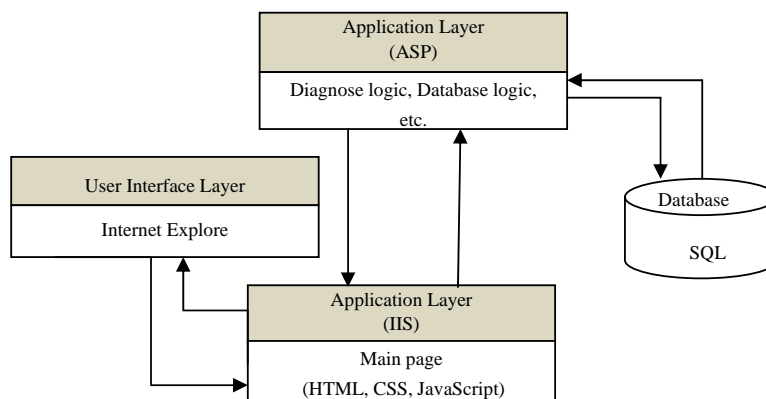 Application Layer
(ASP)
Diagnose logic, Database logic,
etc.
User Interface Layer
Internet Explore
Database
SQL
Application Layer
(IIS)
Main page
(HTML, CSS, JavaScript)